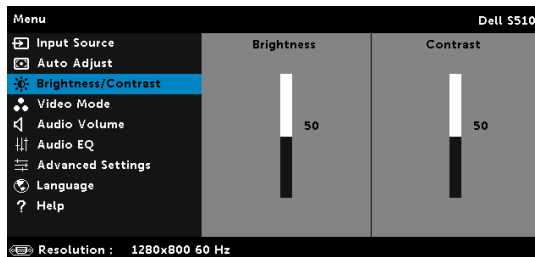 Menu Dell S510
Input Source
Auto Adjust
Brightness/Contrast
Video Mode
Audio Volume
Audio EQ
Advanced Settings
Language
? Help
Brightness
50
Contrast
50
Resolution : 1280x800 60 Hz